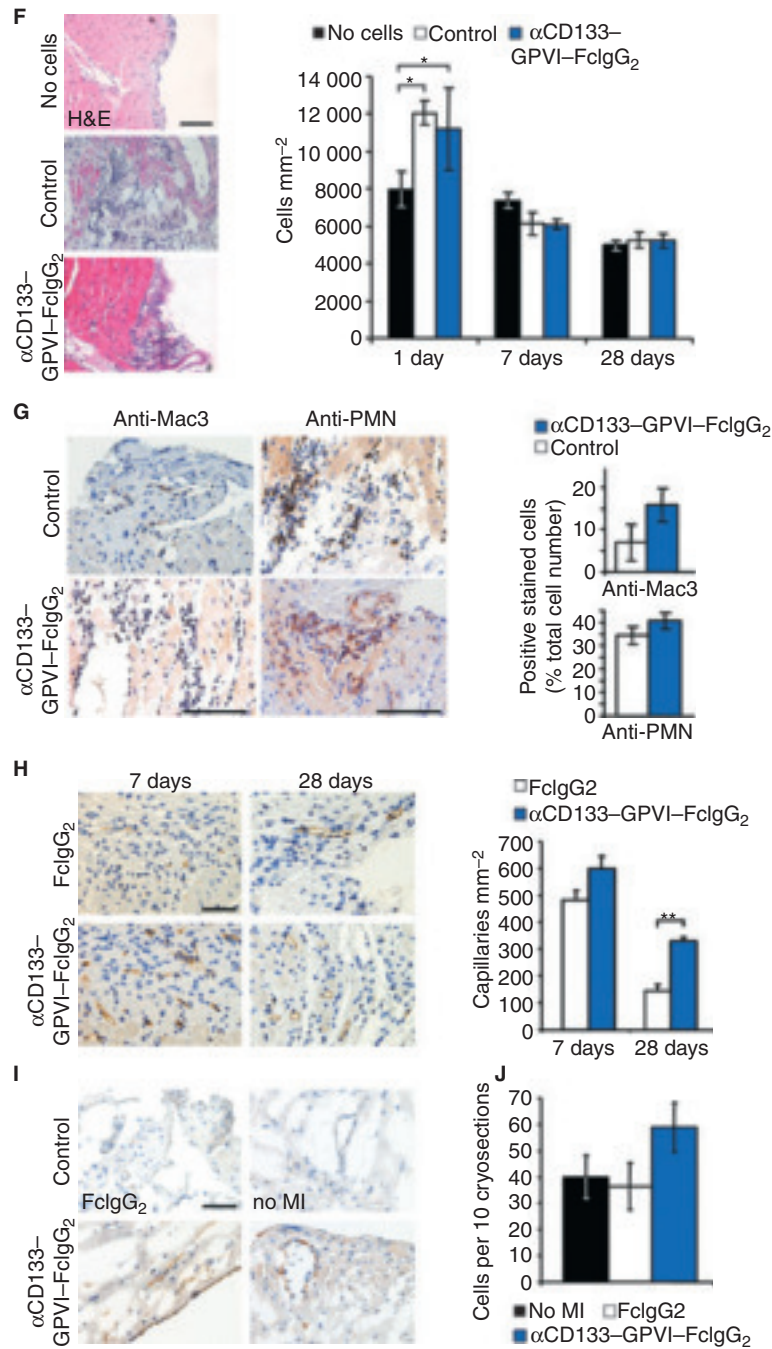 F
No cells
H&E
Control
αCD133–
GPVI–FcIgG2
No cells Control αCD133–
GPVI–FcIgG2
*
*
Cells mm–2
14 000
12 000
10 000
8000
6000
4000
2000
0
1 day 7 days 28 days
G
Anti-Mac3 Anti-PMN
Control
αCD133–
GPVI–FcIgG2
αCD133–GPVI–FcIgG2
Control
Positive stained cells
(% total cell number)
20
10
0
Anti-Mac3
40
30
20
10
0
Anti-PMN
H
7 days 28 days
FcIgG2
αCD133–
GPVI–FcIgG2
FcIgG2
αCD133–GPVI–FcIgG2
Capillaries mm–2
700
600
500
400
300
200
100
0
**
7 days 28 days
I
Control
FcIgG2 no MI
αCD133–
GPVI–FcIgG2
J
Cells per 10 cryosections
70
60
50
40
30
20
10
0
No MI FcIgG2
αCD133–GPVI–FcIgG2